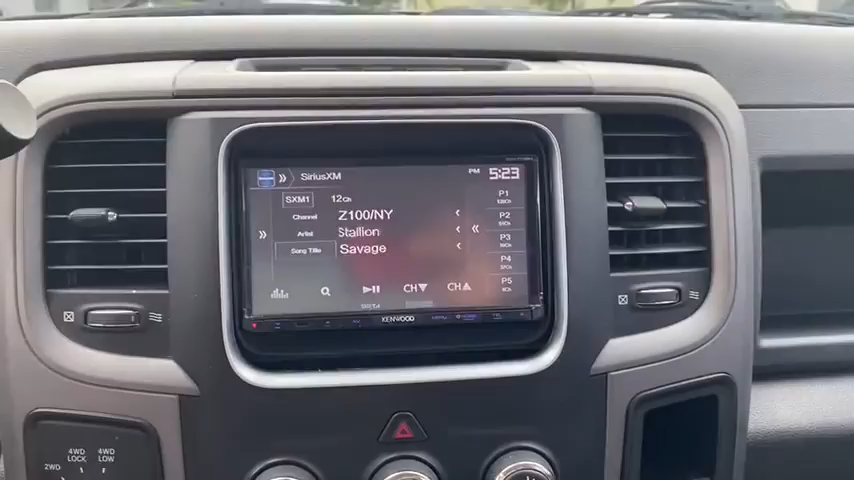 SiriusXM
PM 5:23
SXM1 12CH
Channel Z100/NY
Artist Stallion
Song Title Savage
P1
P2
P3
P4
P5
CH▼ CH▲
KENWOOD
4WD LOCK
4WD LOW
2WD